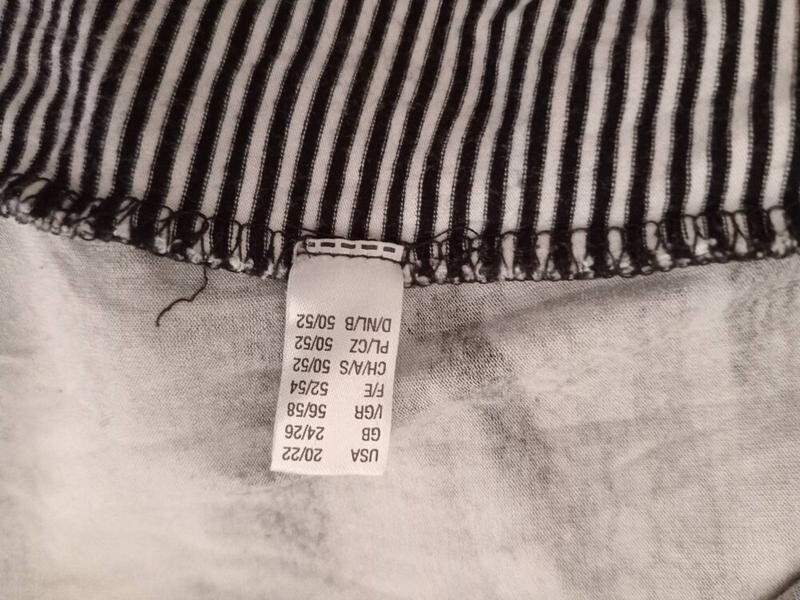 USA 20/22
GB 24/26
I/GR 56/58
F/E 52/54
CH/A/S 50/52
PL/CZ 50/52
D/NL/B 50/52